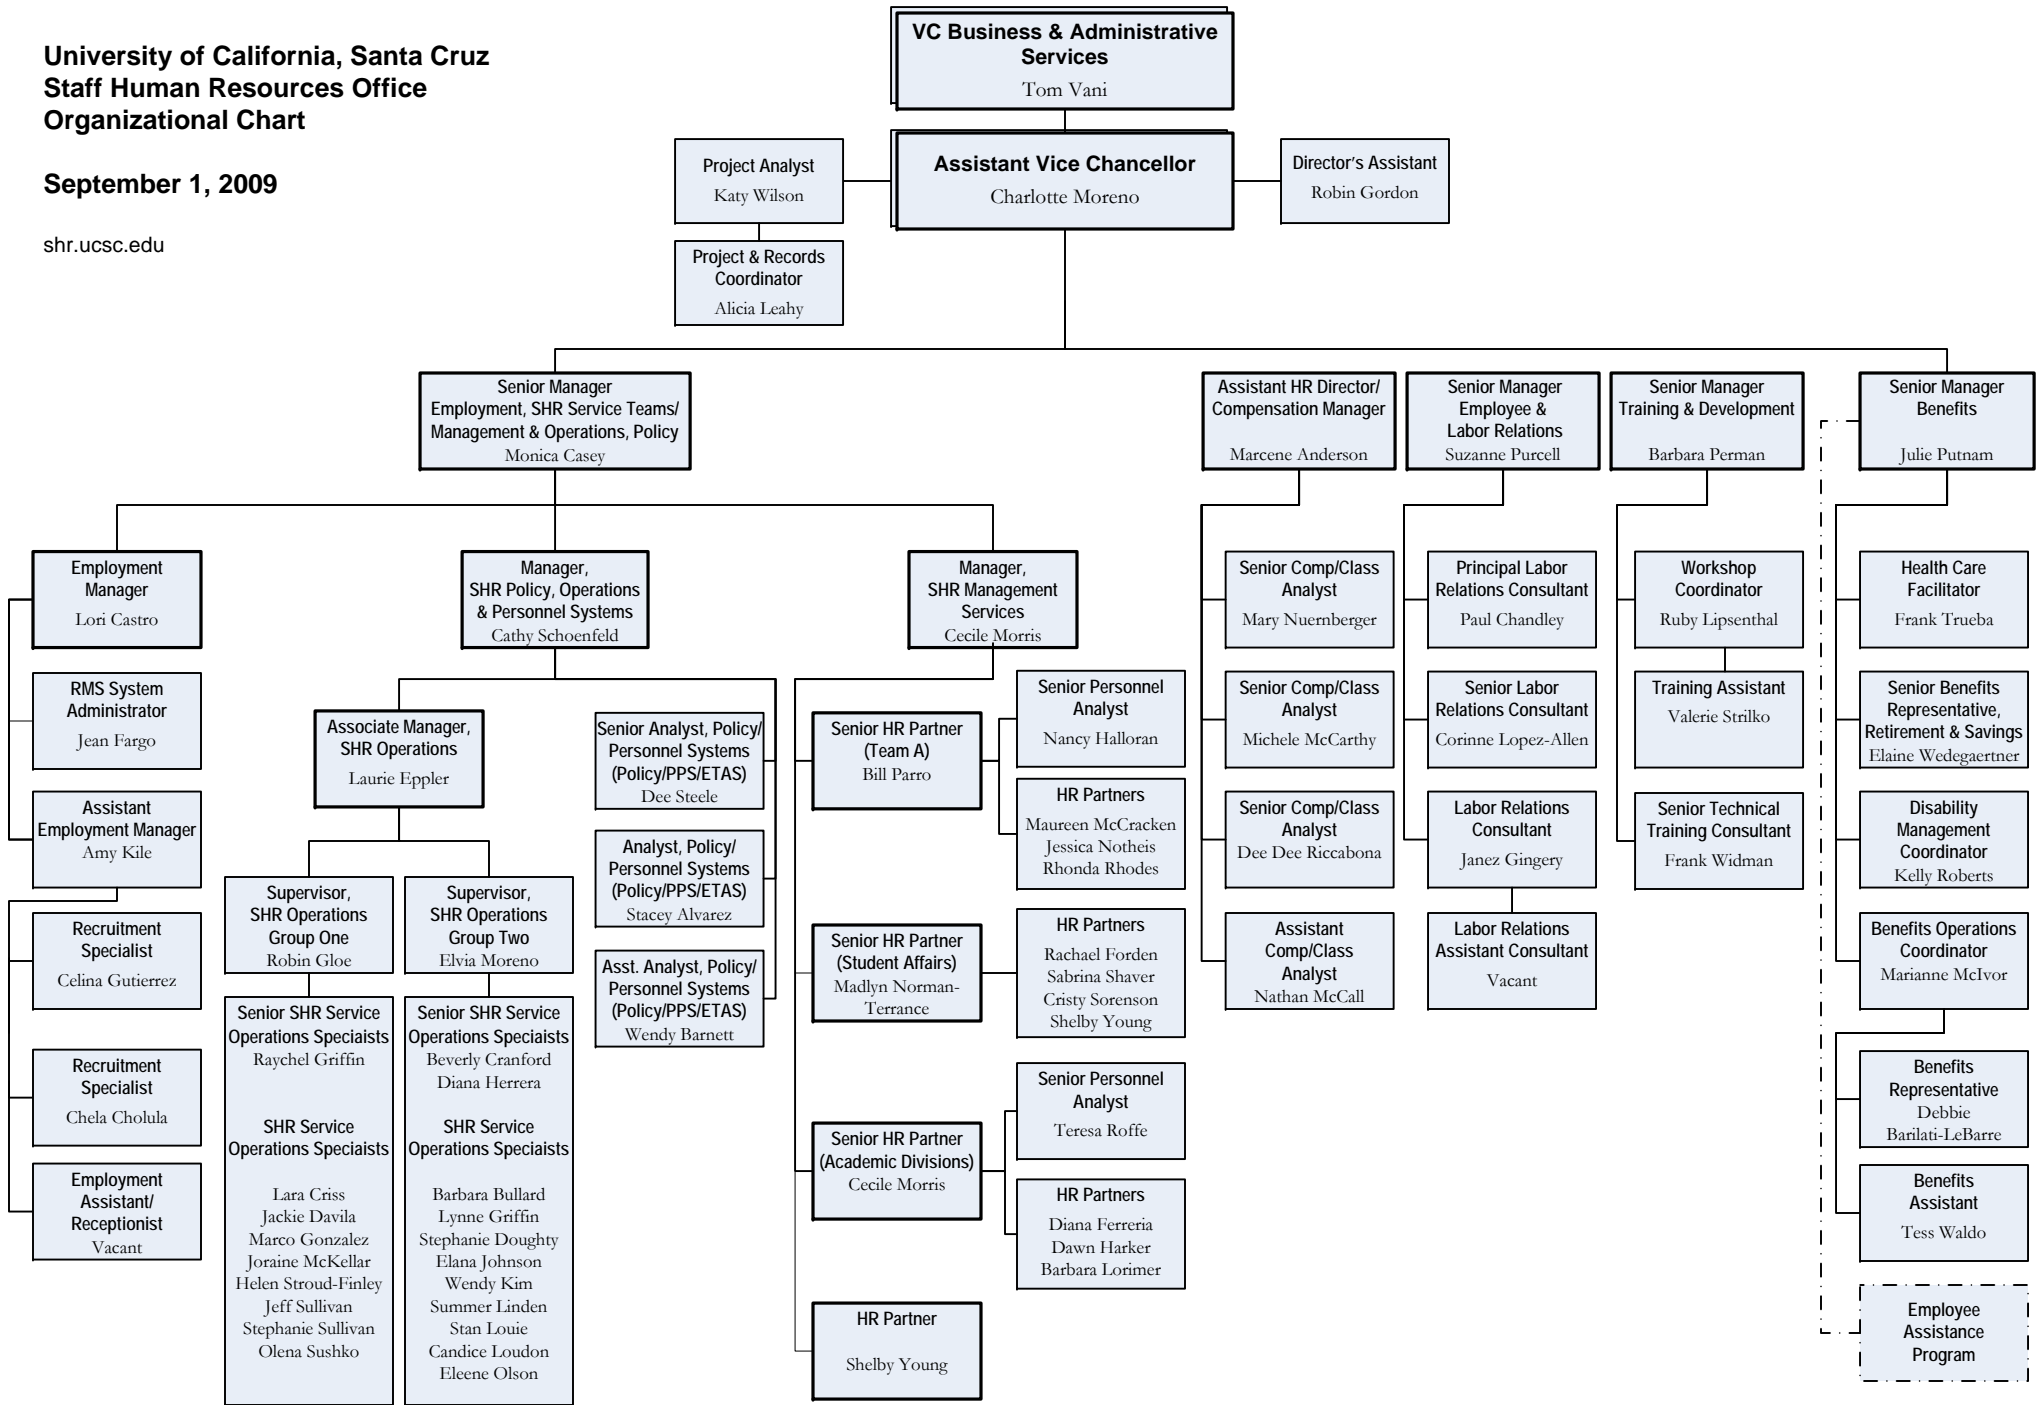 University of California, Santa Cruz
Staff Human Resources Office
Organizational Chart
September 1, 2009
shr.ucsc.edu
VC Business & Administrative
Services
Tom Vani
Project Analyst
Katy Wilson
Assistant Vice Chancellor
Charlotte Moreno
Director's Assistant
Robin Gordon
Project & Records
Coordinator
Alicia Leahy
Senior Manager
Employment, SHR Service Teams/
Management & Operations, Policy
Monica Casey
Assistant HR Director/
Compensation Manager
Marcene Anderson
Senior Manager
Employee &
Labor Relations
Suzanne Purcell
Senior Manager
Training & Development
Barbara Perman
Senior Manager
Benefits
Julie Putnam
Employment
Manager
Lori Castro
RMS System
Administrator
Jean Fargo
Assistant
Employment Manager
Amy Kile
Recruitment
Specialist
Celina Gutierrez
Recruitment
Specialist
Chela Cholula
Employment
Assistant/
Receptionist
Vacant
Manager,
SHR Policy, Operations
& Personnel Systems
Cathy Schoenfeld
Associate Manager,
SHR Operations
Laurie Eppler
Supervisor,
SHR Operations
Group One
Robin Gloe
Senior SHR Service
Operations Speciaists
Raychel Griffin
SHR Service
Operations Speciaists
Lara Criss
Jackie Davila
Marco Gonzalez
Joraine McKellar
Helen Stroud-Finley
Jeff Sullivan
Stephanie Sullivan
Olena Sushko
Supervisor,
SHR Operations
Group Two
Elvia Moreno
Senior SHR Service
Operations Speciaists
Beverly Cranford
Diana Herrera
SHR Service
Operations Speciaists
Barbara Bullard
Lynne Griffin
Stephanie Doughty
Elana Johnson
Wendy Kim
Summer Linden
Stan Louie
Candice Loudon
Eleene Olson
Senior Analyst, Policy/
Personnel Systems
(Policy/PPS/ETAS)
Dee Steele
Analyst, Policy/
Personnel Systems
(Policy/PPS/ETAS)
Stacey Alvarez
Asst. Analyst, Policy/
Personnel Systems
(Policy/PPS/ETAS)
Wendy Barnett
Manager,
SHR Management
Services
Cecile Morris
Senior HR Partner
(Team A)
Bill Parro
Senior Personnel
Analyst
Nancy Halloran
HR Partners
Maureen McCracken
Jessica Notheis
Rhonda Rhodes
Senior HR Partner
(Student Affairs)
Madlyn Norman-
Terrance
HR Partners
Rachael Forden
Sabrina Shaver
Cristy Sorenson
Shelby Young
Senior HR Partner
(Academic Divisions)
Cecile Morris
Senior Personnel
Analyst
Teresa Roffe
HR Partners
Diana Ferreria
Dawn Harker
Barbara Lorimer
HR Partner
Shelby Young
Senior Comp/Class
Analyst
Mary Nuernberger
Senior Comp/Class
Analyst
Michele McCarthy
Senior Comp/Class
Analyst
Dee Dee Riccabona
Assistant
Comp/Class
Analyst
Nathan McCall
Principal Labor
Relations Consultant
Paul Chandley
Senior Labor
Relations Consultant
Corinne Lopez-Allen
Labor Relations
Consultant
Janez Gingery
Labor Relations
Assistant Consultant
Vacant
Workshop
Coordinator
Ruby Lipsenthal
Training Assistant
Valerie Strilko
Senior Technical
Training Consultant
Frank Widman
Health Care
Facilitator
Frank Trueba
Senior Benefits
Representative,
Retirement & Savings
Elaine Wedegaertner
Disability
Management
Coordinator
Kelly Roberts
Benefits Operations
Coordinator
Marianne McIvor
Benefits
Representative
Debbie
Barilati-LeBarre
Benefits
Assistant
Tess Waldo
Employee
Assistance
Program